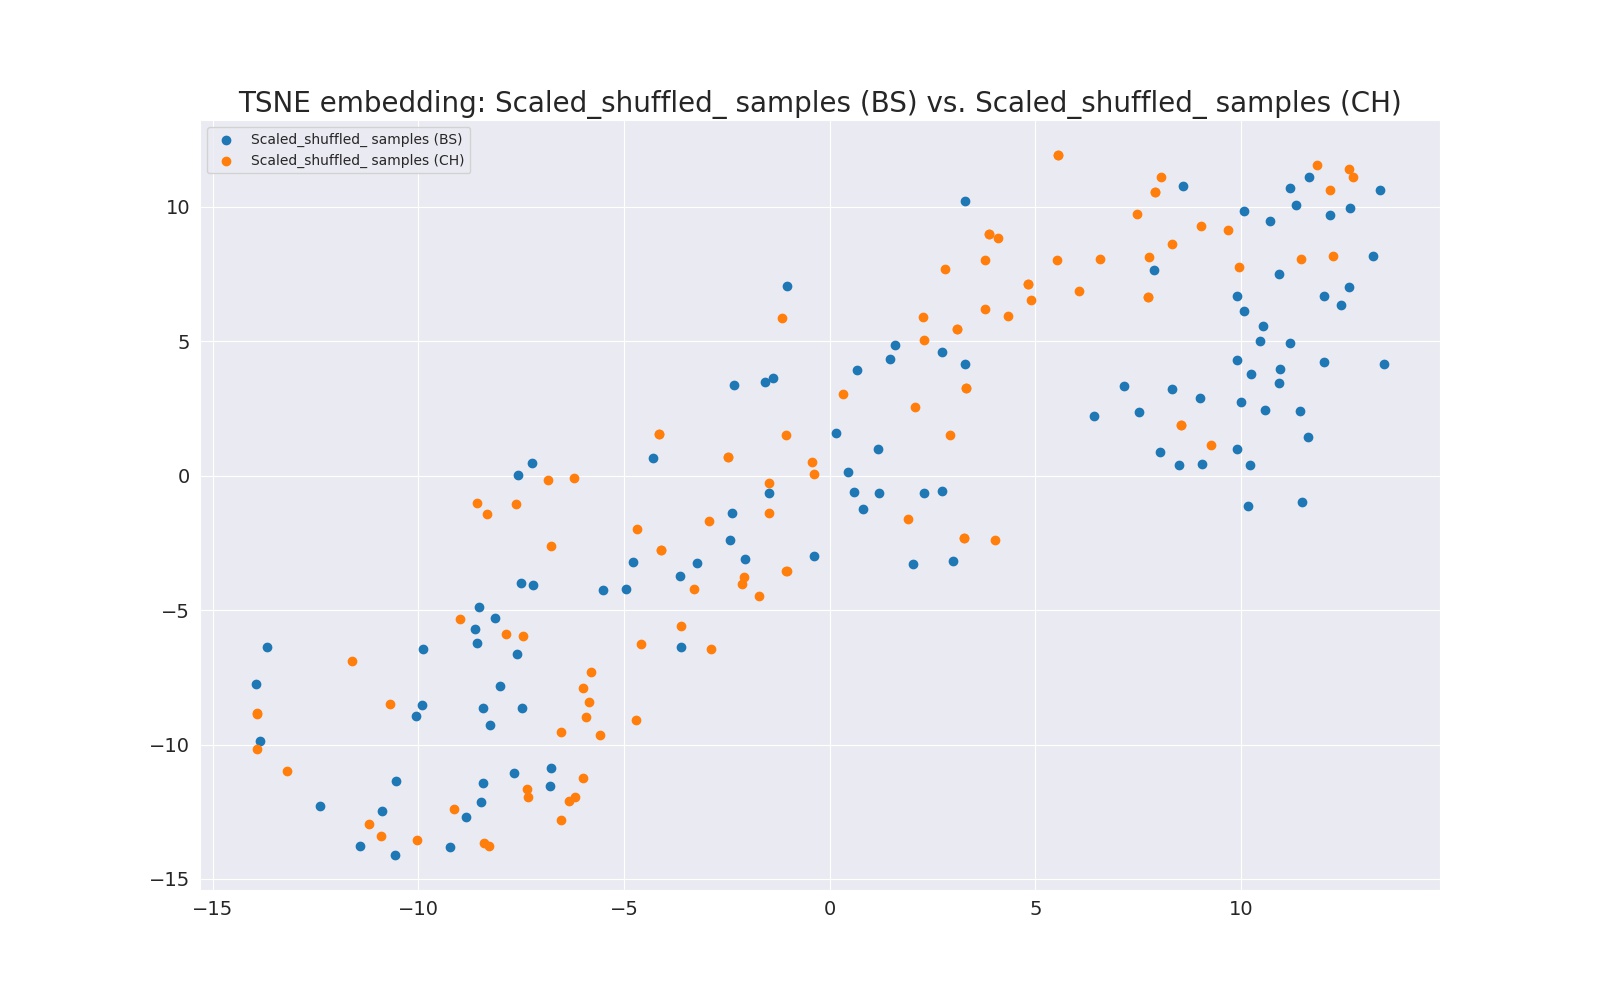 TSNE embedding: Scaled_shuffled_ samples (BS) vs. Scaled_shuffled_ samples (CH)
Scaled_shuffled_ samples (BS)
Scaled_shuffled_ samples (CH)
10
5
0
−5
−10
−15
−15 −10 −5 0 5 10